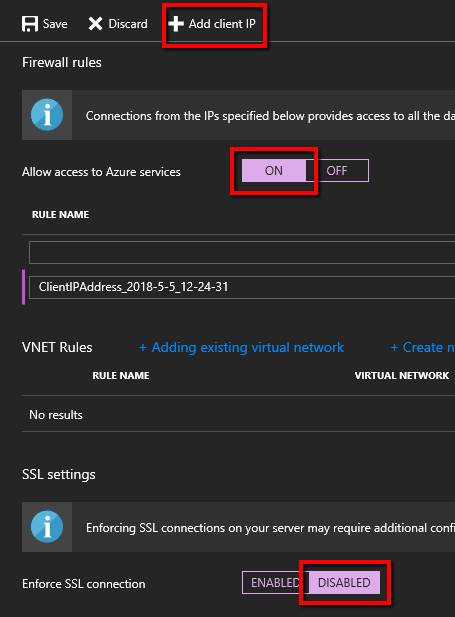 Save Discard Add client IP
Firewall rules
Connections from the IPs specified below provides access to all the da
Allow access to Azure services ON OFF
RULE NAME
ClientIPAddress_2018-5-5_12-24-31
VNET Rules + Adding existing virtual network + Create n
RULE NAME VIRTUAL NETWORK
No results
SSL settings
Enforcing SSL connections on your server may require additional confi
Enforce SSL connection ENABLED DISABLED